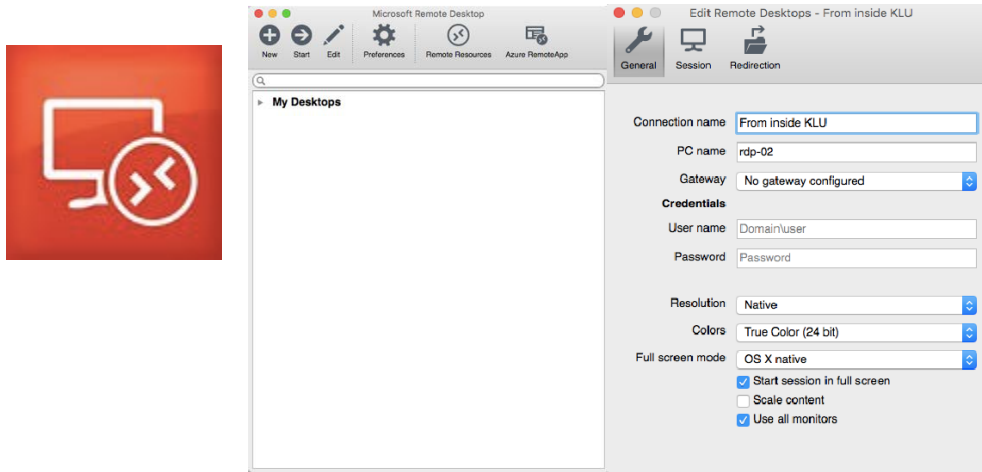 Microsoft Remote Desktop
New Start Edit Preferences Remote Resources Azure RemoteApp
My Desktops
Edit Remote Desktops - From inside KLU
General Session Redirection
Connection name From inside KLU
PC name rdp-02
Gateway No gateway configured
Credentials
User name Domain\user
Password Password
Resolution Native
Colors True Color (24 bit)
Full screen mode OS X native
Start session in full screen
Scale content
Use all monitors